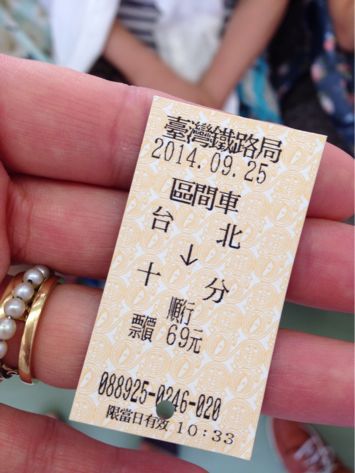 臺灣鐵路局
2014.09.25
區間車
台 北
↓
十 分
順行
票價 69元
088925-0246-020
限當日有效 10:33